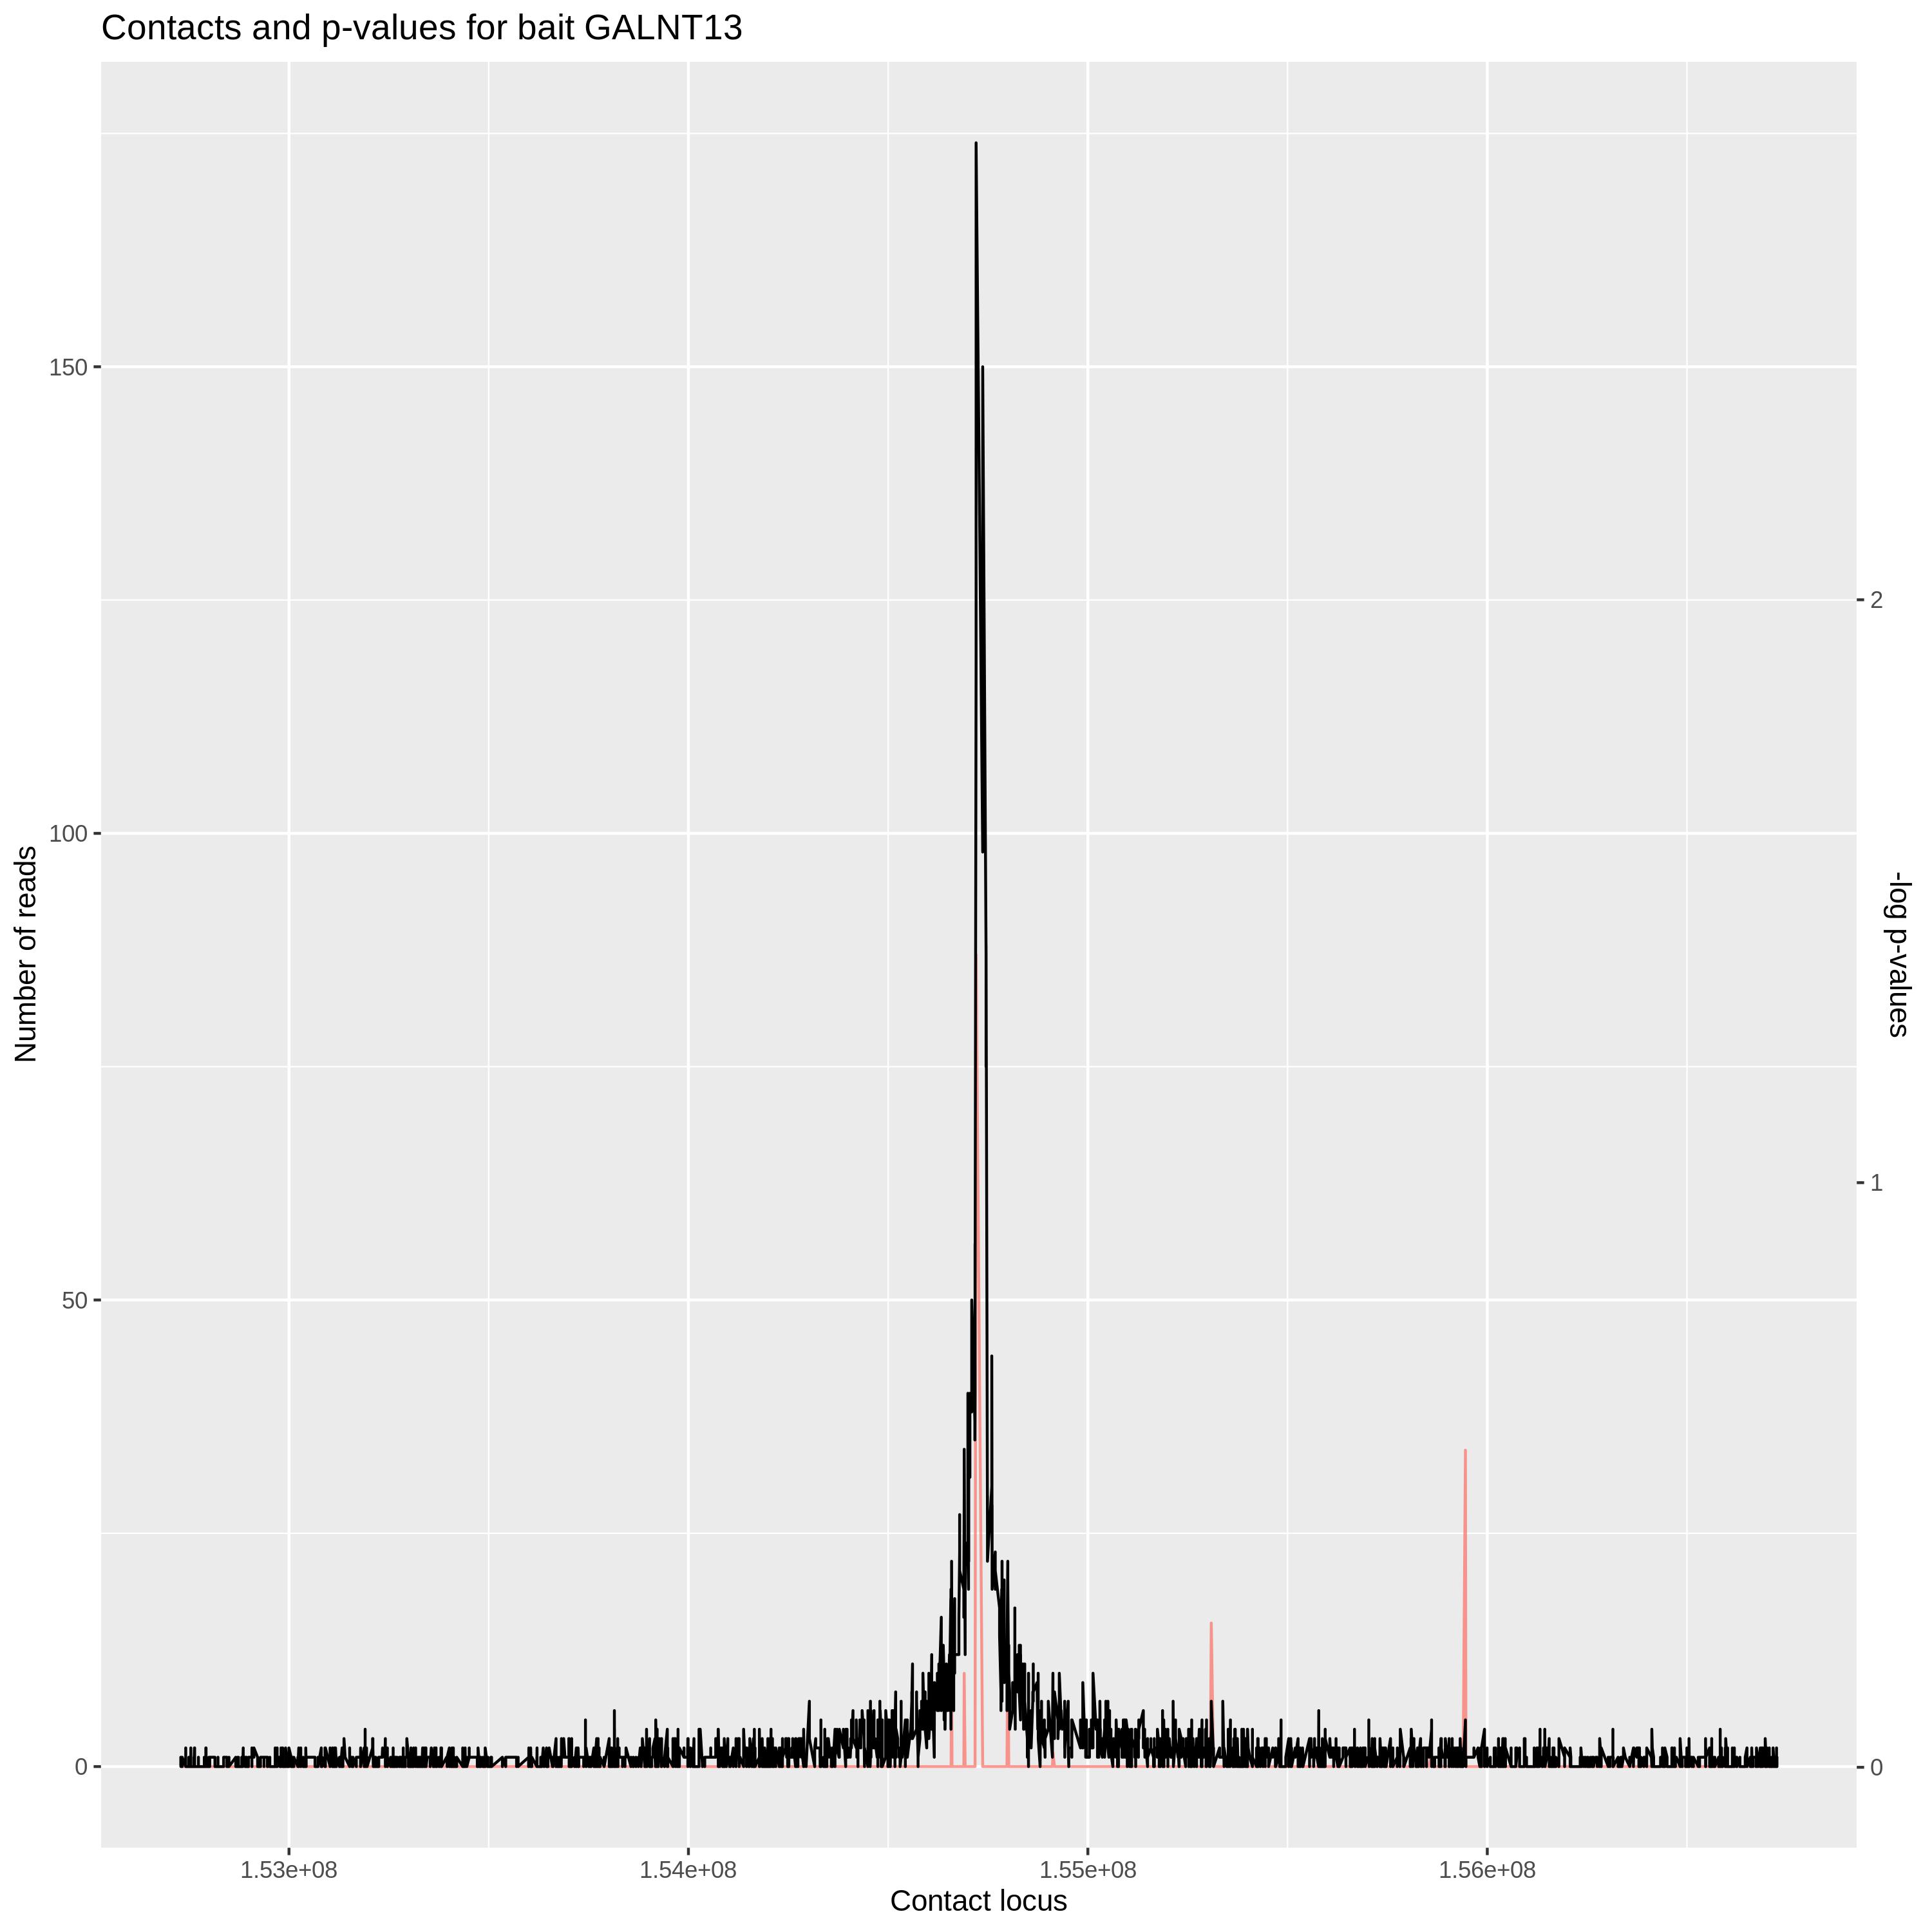 Contacts and p-values for bait GALNT13
150
100
50
0
Number of reads
2
1
0
-log p-values
1.53e+08
1.54e+08
1.55e+08
1.56e+08
Contact locus